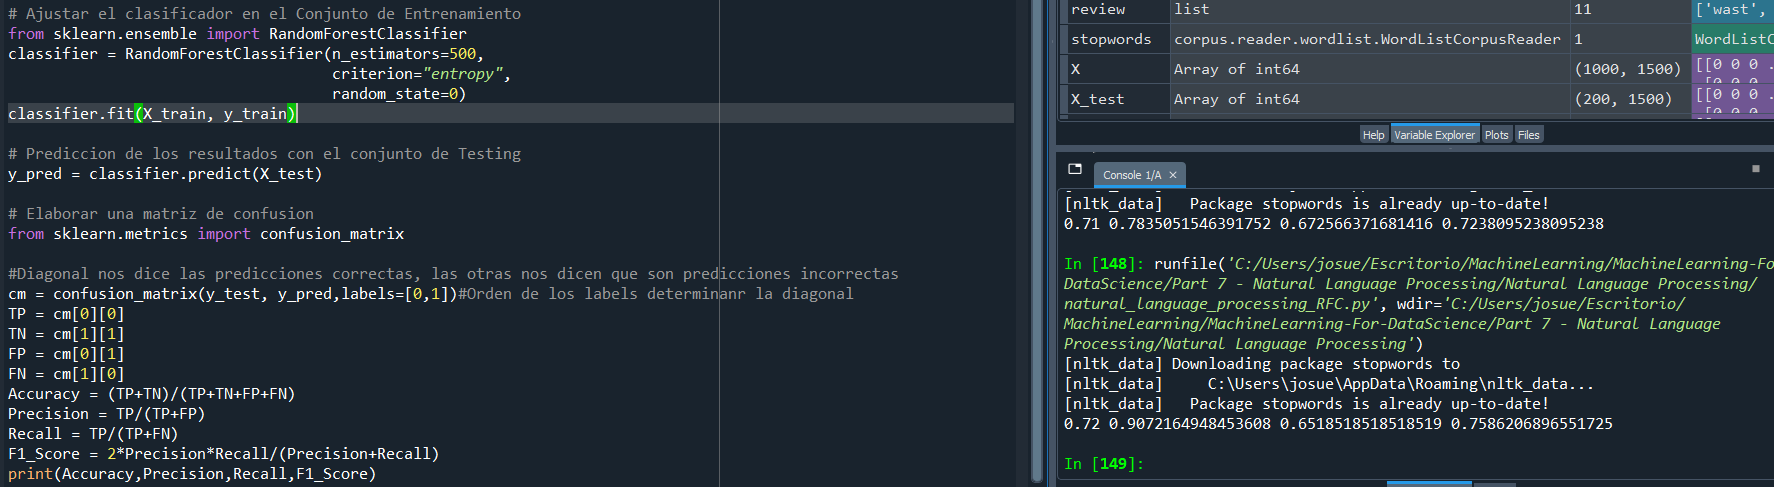 # Ajustar el clasificador en el Conjunto de Entrenamiento
from sklearn.ensemble import RandomForestClassifier
classifier = RandomForestClassifier(n_estimators=500,
criterion="entropy",
random_state=0)
classifier.fit(X_train, y_train)
# Prediccion de los resultados con el conjunto de Testing
y_pred = classifier.predict(X_test)
# Elaborar una matriz de confusion
from sklearn.metrics import confusion_matrix
#Diagonal nos dice las predicciones correctas, las otras nos dicen que son predicciones incorrectas
cm = confusion_matrix(y_test, y_pred,labels=[0,1])#Orden de los labels determinanr la diagonal
TP = cm[0][0]
TN = cm[1][1]
FP = cm[0][1]
FN = cm[1][0]
Accuracy = (TP+TN)/(TP+TN+FP+FN)
Precision = TP/(TP+FP)
Recall = TP/(TP+FN)
F1_Score = 2*Precision*Recall/(Precision+Recall)
print(Accuracy,Precision,Recall,F1_Score)
review list 11 ['wast',
stopwords corpus.reader.wordlist.WordListCorpusReader 1 WordListC
X Array of int64 (1000, 1500) [[0 0 0 .
X_test Array of int64 (200, 1500) [[0 0 0 .
Help Variable Explorer Plots Files
Console 1/A ×
[nltk_data] Package stopwords is already up-to-date!
0.71 0.7835051546391752 0.672566371681416 0.7238095238095238
In [148]: runfile('C:/Users/josue/Escritorio/MachineLearning/MachineLearning-Fo
DataScience/Part 7 - Natural Language Processing/Natural Language Processing/
natural_language_processing_RFC.py', wdir='C:/Users/josue/Escritorio/
MachineLearning/MachineLearning-For-DataScience/Part 7 - Natural Language
Processing/Natural Language Processing')
[nltk_data] Downloading package stopwords to
[nltk_data] C:\Users\josue\AppData\Roaming\nltk_data...
[nltk_data] Package stopwords is already up-to-date!
0.72 0.9072164948453608 0.6518518518518519 0.7586206896551725
In [149]: